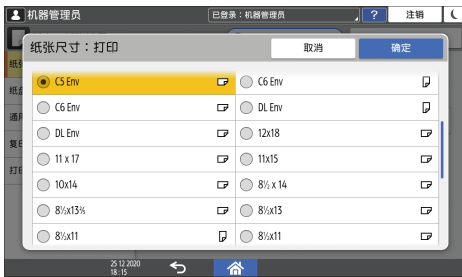 机器管理员
已登录：机器管理员
?
注销
纸张尺寸：打印
取消
确定
C5 Env
C6 Env
C6 Env
DL Env
DL Env
12x18
11 x 17
11x15
10x14
8½ x 14
8½x13¾
8½x13
8½x11
8½x11
25 12 2020
18 : 15